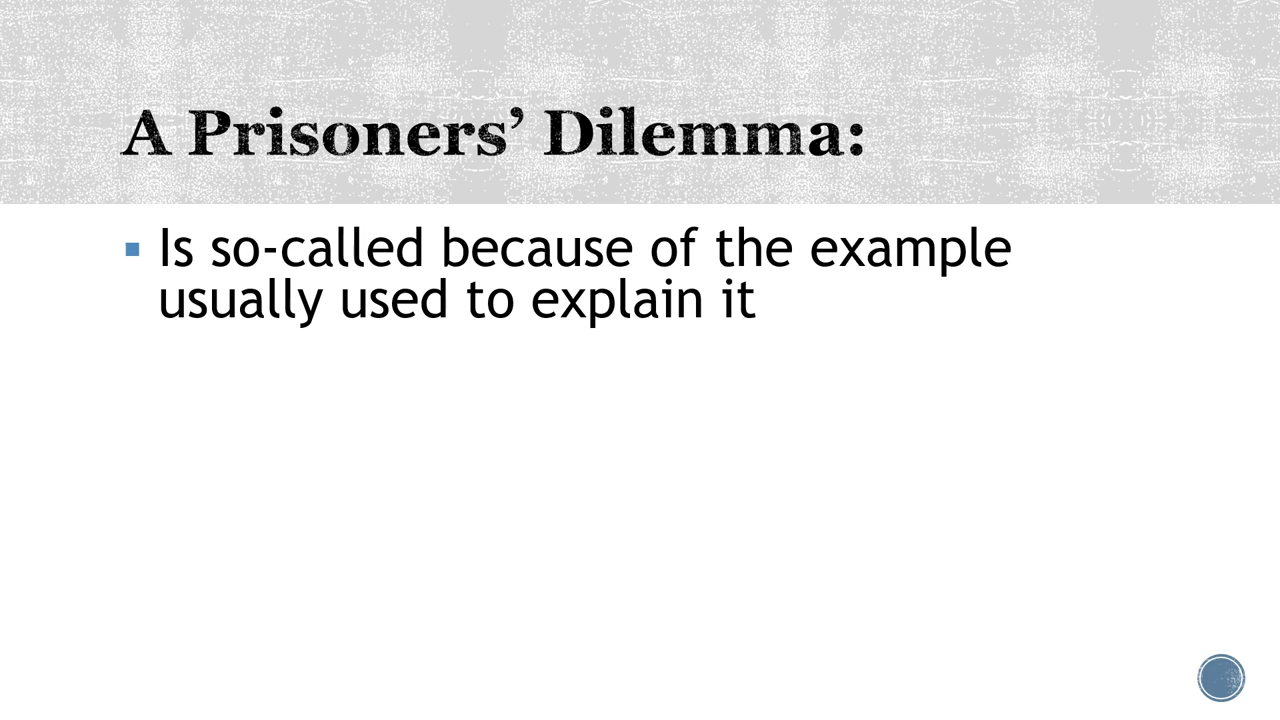 A Prisoners’ Dilemma:
▪ Is so-called because of the example
usually used to explain it